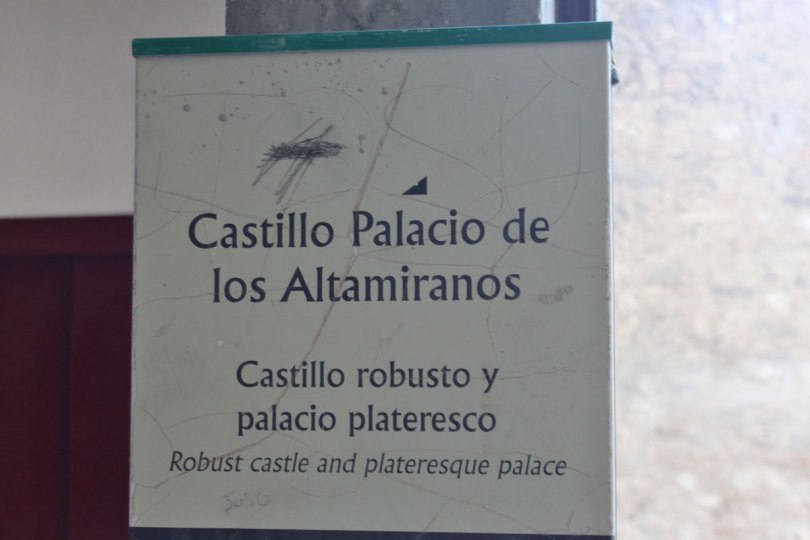 Castillo Palacio de
los Altamiranos
Castillo robusto y
palacio plateresco
Robust castle and plateresque palace